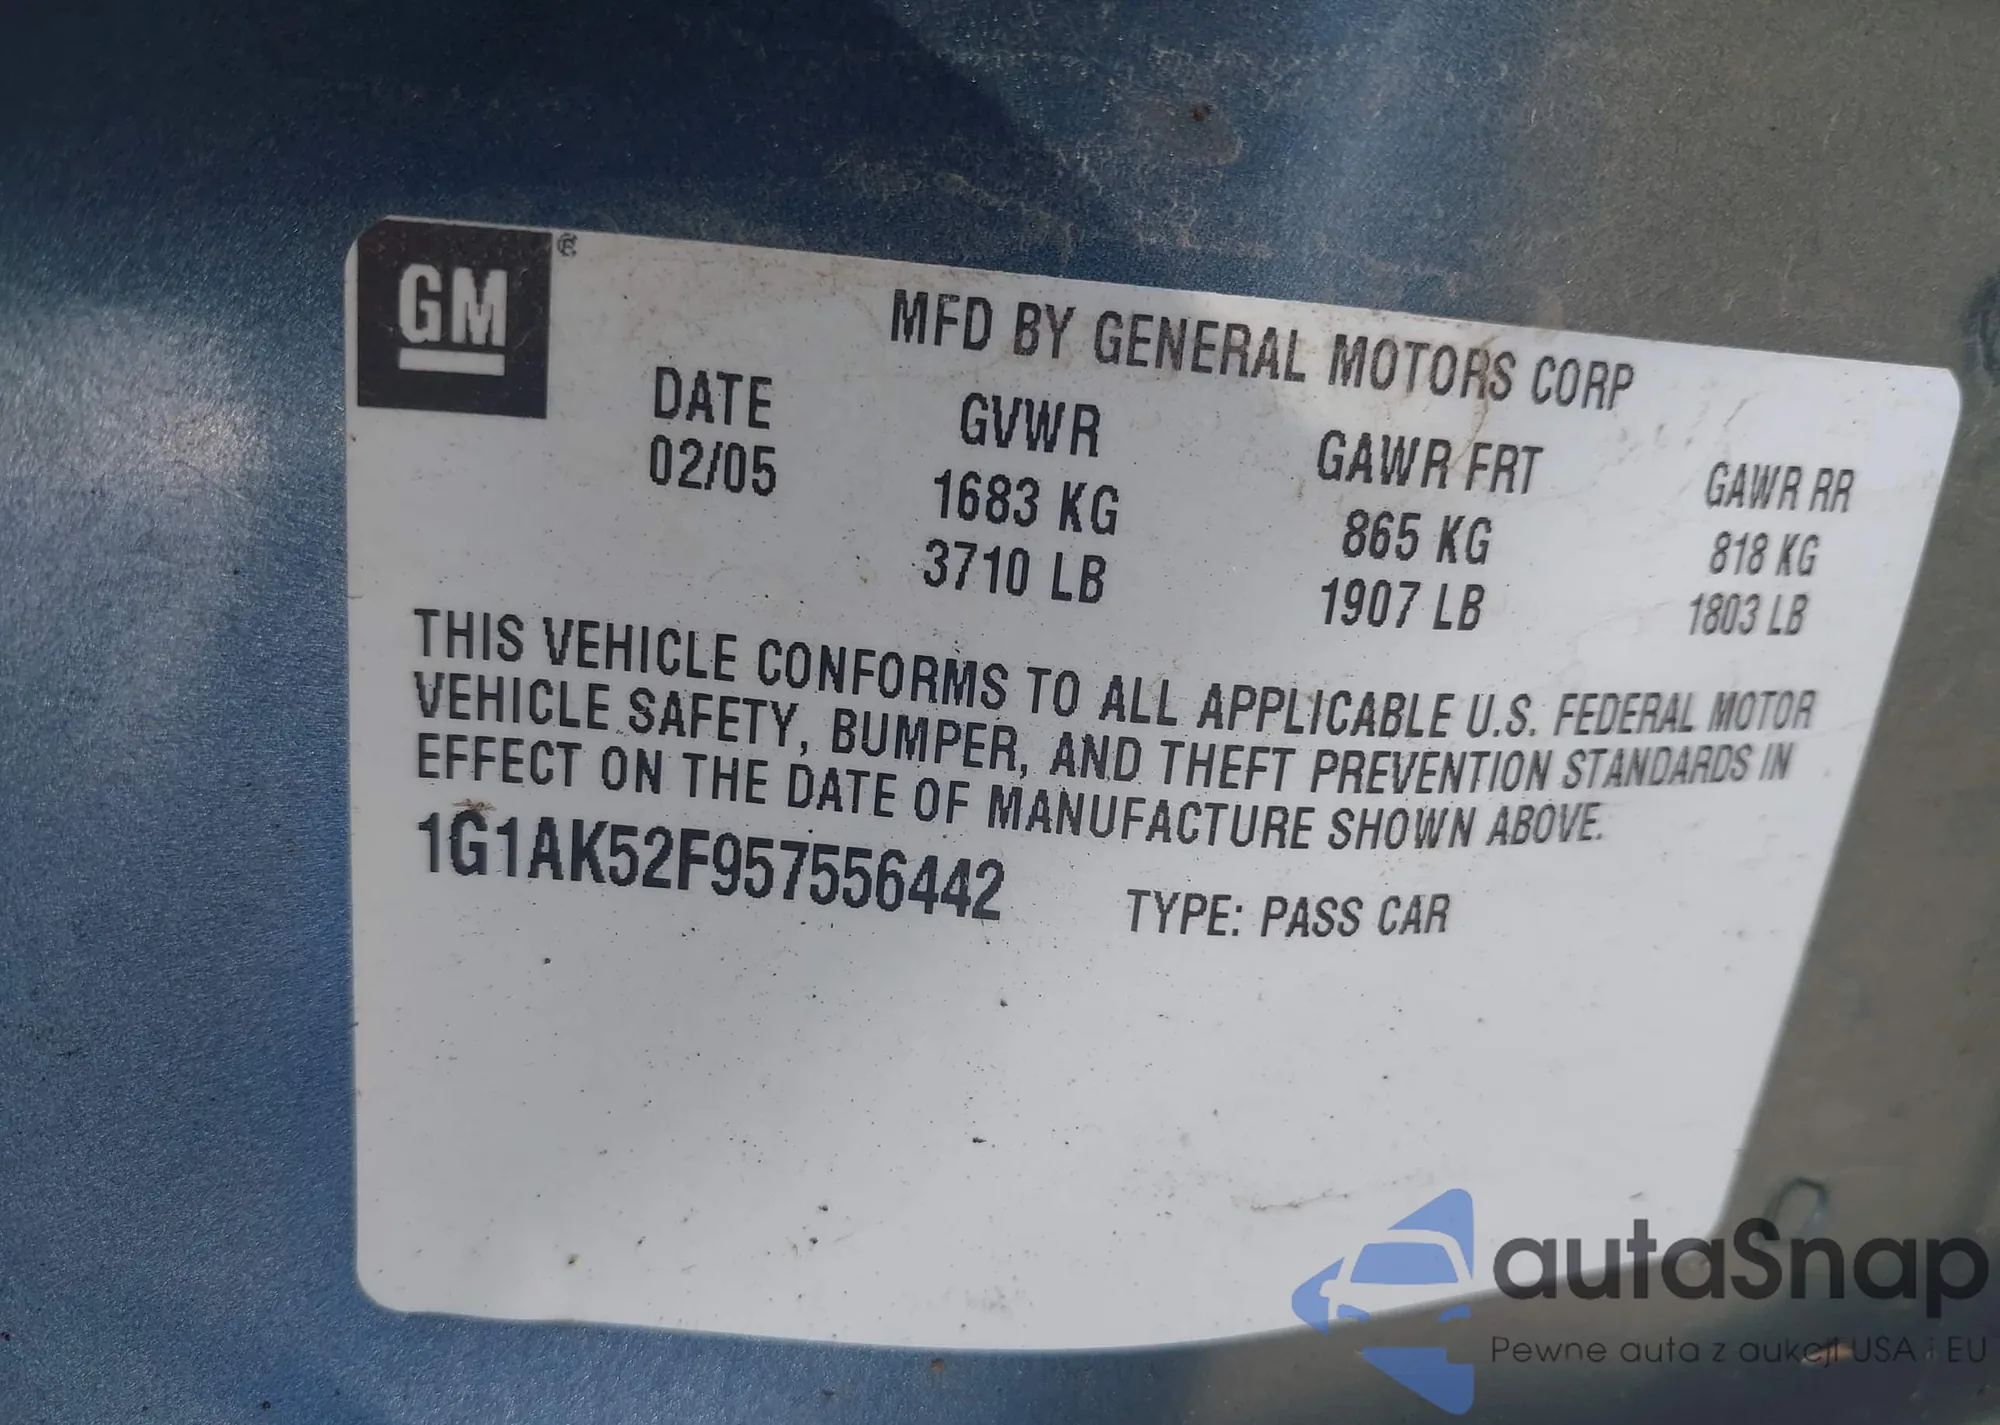 GM
MFD BY GENERAL MOTORS CORP
DATE GVWR GAWR FRT GAWR RR
02/05 1683 KG 865 KG 818 KG
3710 LB 1907 LB 1803 LB
THIS VEHICLE CONFORMS TO ALL APPLICABLE U.S. FEDERAL MOTOR
VEHICLE SAFETY, BUMPER, AND THEFT PREVENTION STANDARDS IN
EFFECT ON THE DATE OF MANUFACTURE SHOWN ABOVE.
1G1AK52F957556442 TYPE: PASS CAR
autaSnap
Pewne auta z aukcji USA i EU